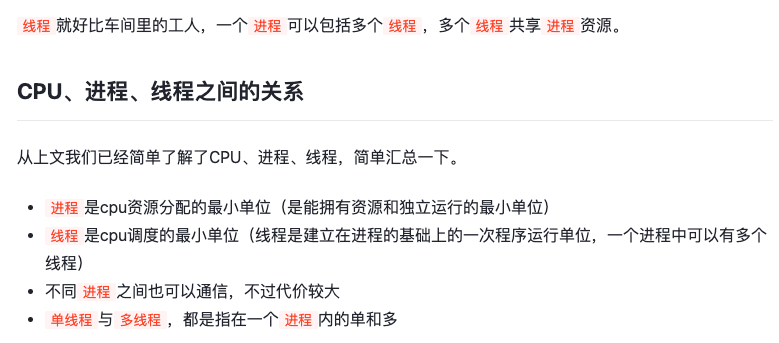 线程 就好比车间里的工人，一个 进程 可以包括多个 线程 ，多个 线程 共享 进程 资源。
CPU、进程、线程之间的关系
从上文我们已经简单了解了CPU、进程、线程，简单汇总一下。
• 进程 是cpu资源分配的最小单位（是能拥有资源和独立运行的最小单位）
• 线程 是cpu调度的最小单位（线程是建立在进程的基础上的一次程序运行单位，一个进程中可以有多个
线程）
• 不同 进程 之间也可以通信，不过代价较大
• 单线程 与 多线程 ，都是指在一个 进程 内的单和多